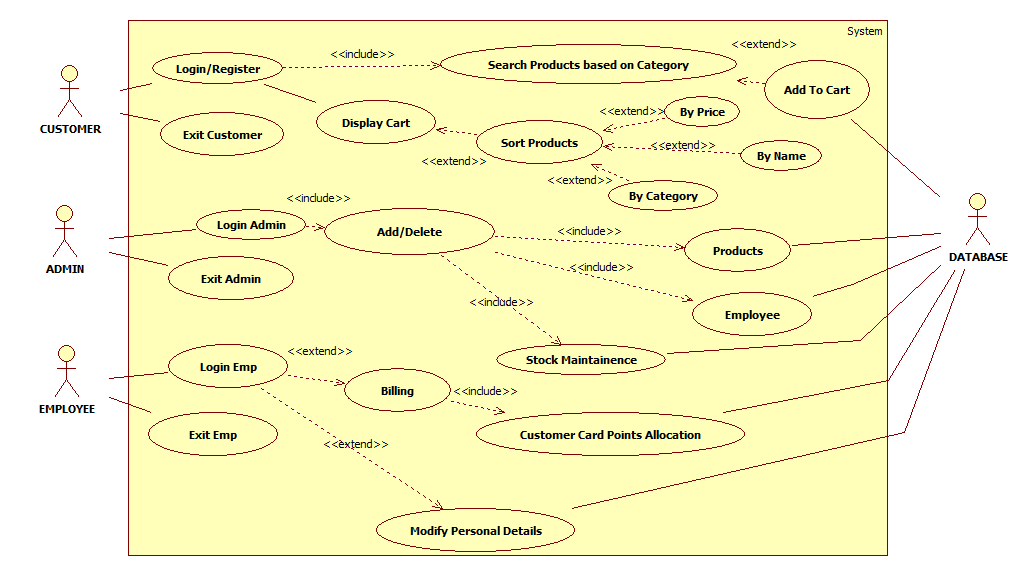 System
<<extend>>
<<include>>
Login/Register
Search Products based on Category
Add To Cart
CUSTOMER
Exit Customer
Display Cart
<<extend>>
By Price
Sort Products
<<extend>>
By Name
<<extend>>
<<extend>>
By Category
<<include>>
Login Admin
Add/Delete
<<include>>
Products
ADMIN
Exit Admin
<<include>>
DATABASE
Employee
<<include>>
Stock Maintainence
<<extend>>
Login Emp
Billing
<<include>>
EMPLOYEE
Exit Emp
Customer Card Points Allocation
<<extend>>
Modify Personal Details